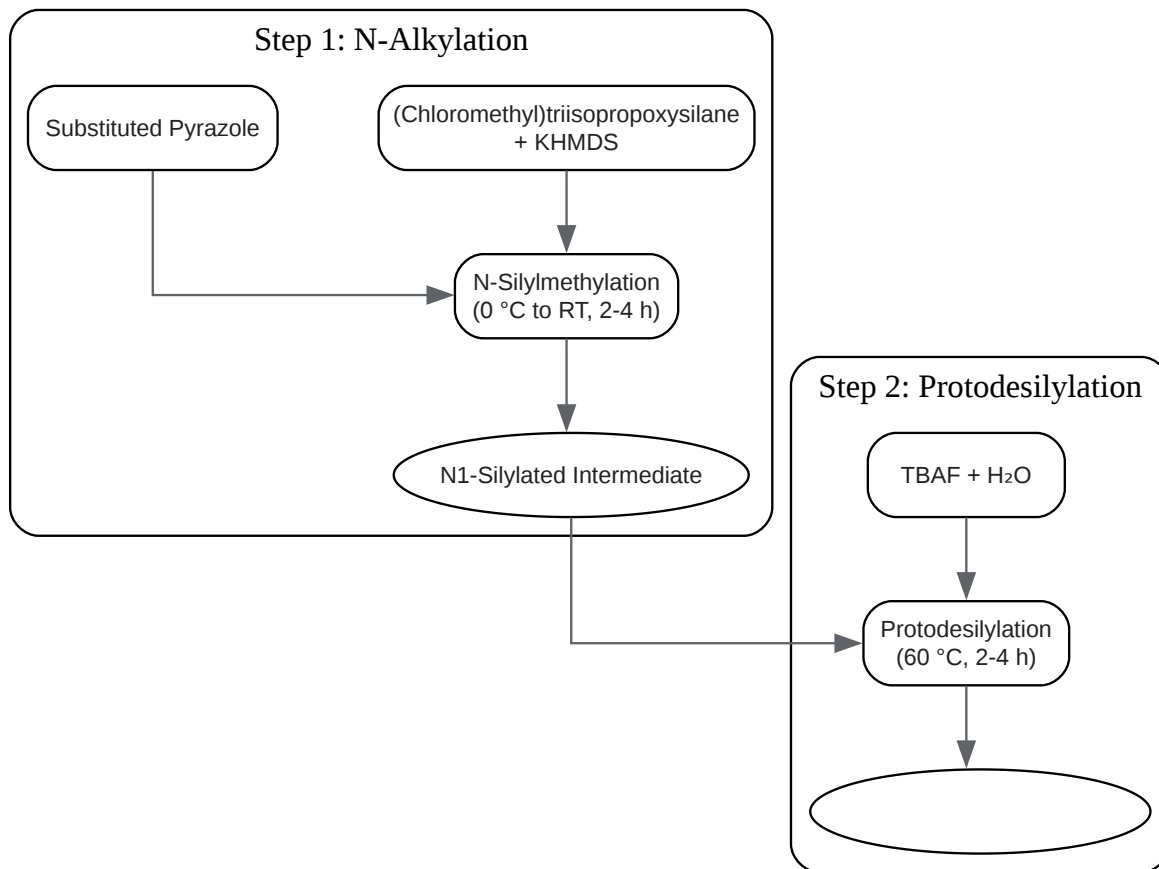 Step 1: N-Alkylation
Substituted Pyrazole
(Chloromethyl)triisopropoxysilane
+ KHMDS
N-Silylmethylation
(0 °C to RT, 2-4 h)
N1-Silylated Intermediate
Step 2: Protodesilylation
TBAF + H₂O
Protodesilylation
(60 °C, 2-4 h)